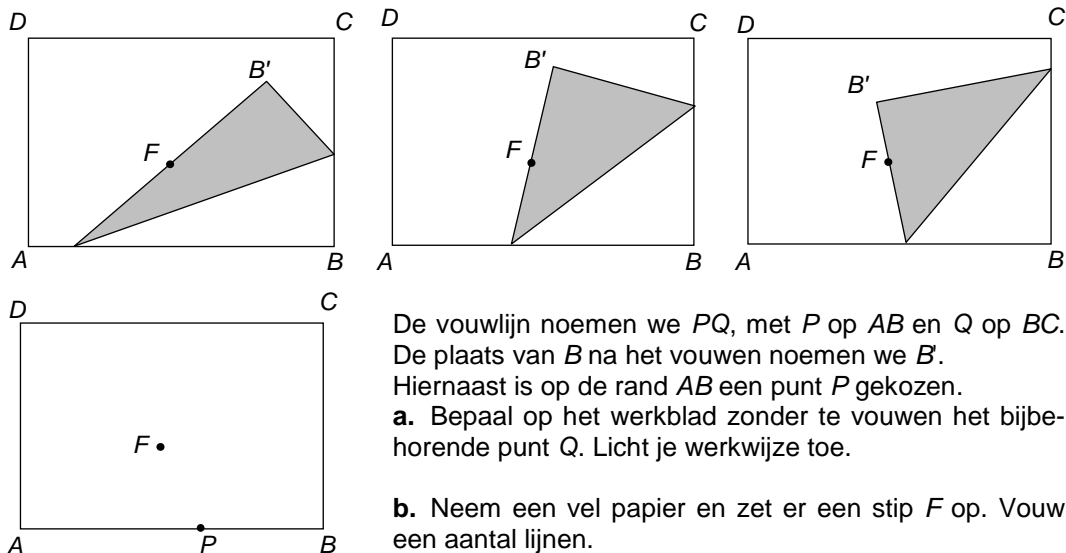 D C D C D C
B' B' B'
F F F
A B A B A B
D C
F
A P B
De vouwlijn noemen we PQ, met P op AB en Q op BC.
De plaats van B na het vouwen noemen we B'.
Hiernaast is op de rand AB een punt P gekozen.
a. Bepaal op het werkblad zonder te vouwen het bijbe-
horende punt Q. Licht je werkwijze toe.
b. Neem een vel papier en zet er een stip F op. Vouw
een aantal lijnen.